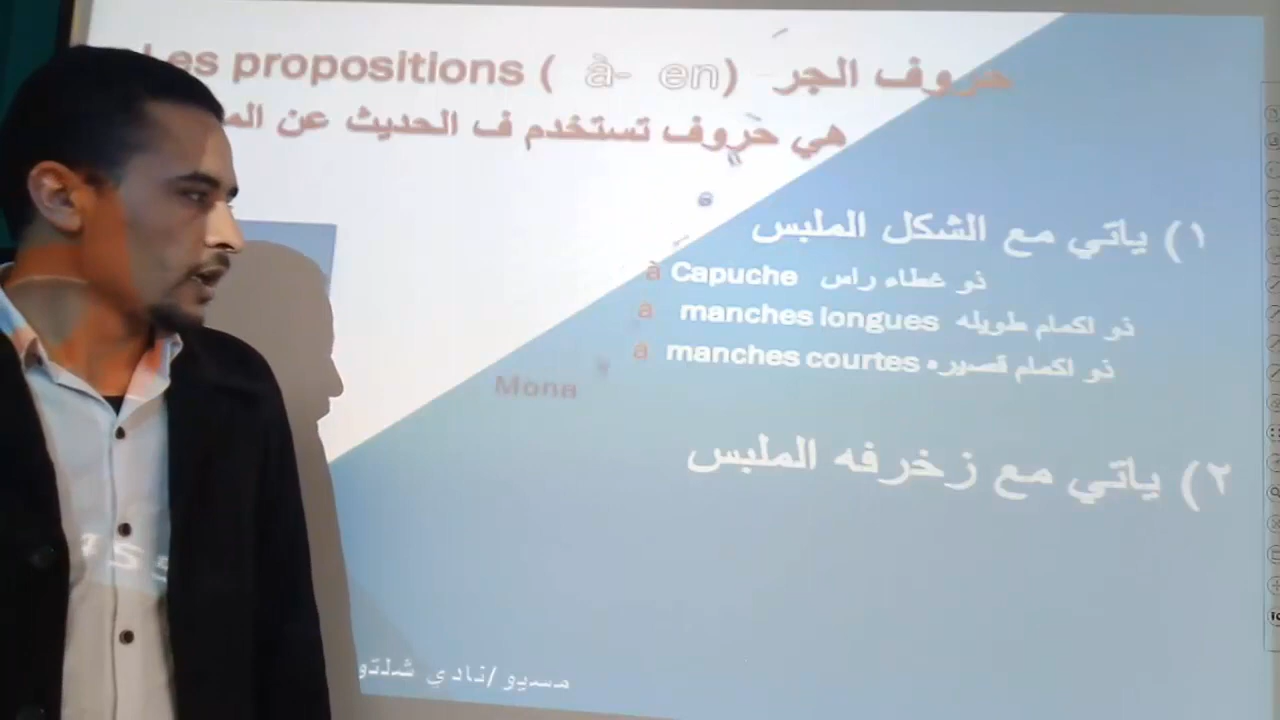 Les propositions ( à- en) حروف الجر
هي حروف تستخدم ف الحديث عن
١) ياتي مع الشكل الملبس
à Capuche ذو غطاء راس
a manches longues ذو اكمام طويله
a manches courtes ذو اكمام قصيره
Mona
٢) ياتي مع زخرفه الملبس
مسيو /نادي شلتو